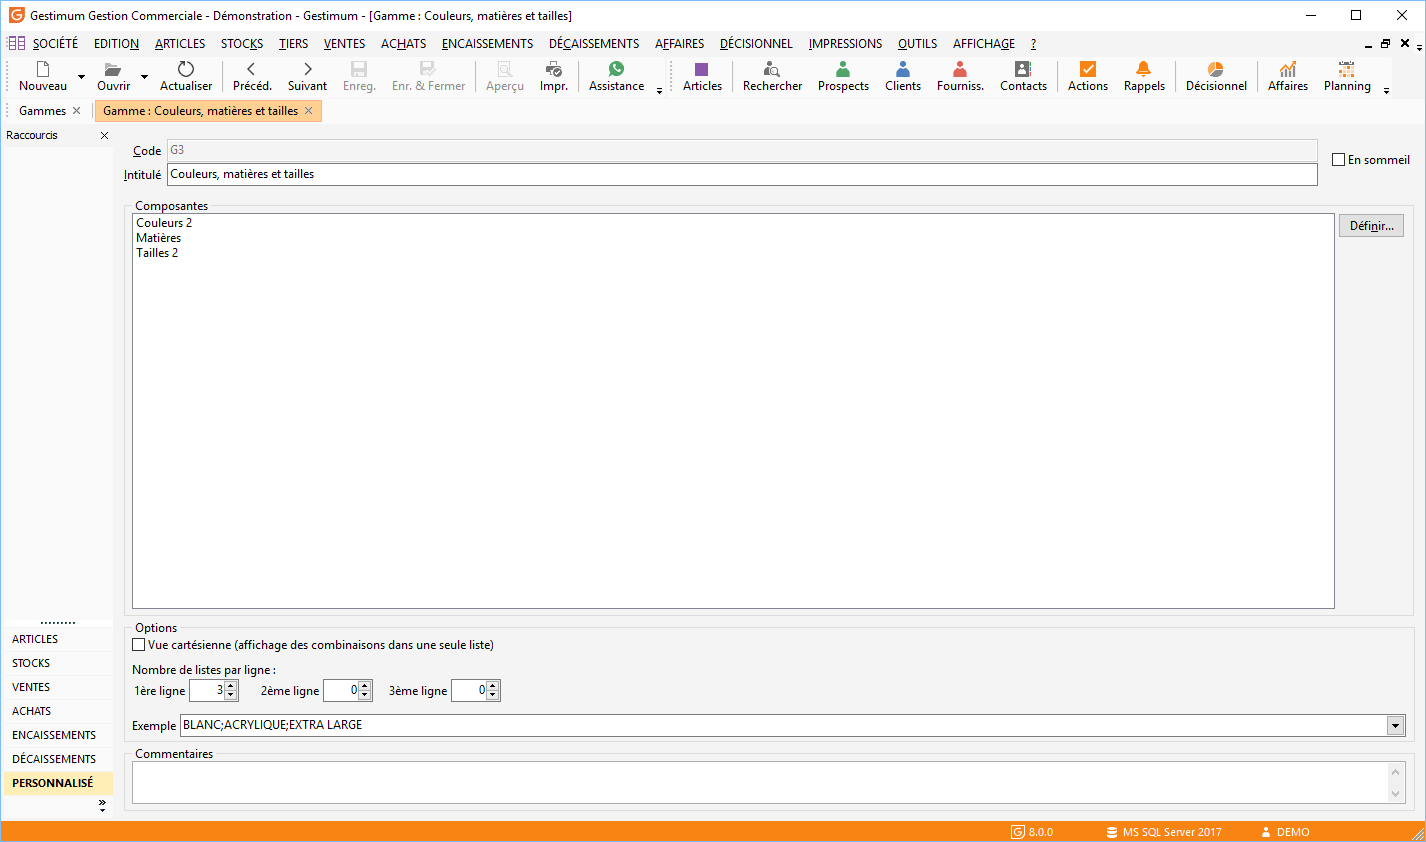 Gestimum Gestion Commerciale - Démonstration - Gestimum - [Gamme : Couleurs, matières et tailles]
SOCIÉTÉ EDITION ARTICLES STOCKS TIERS VENTES ACHATS ENCAISSEMENTS DÉCAISSEMENTS AFFAIRES DÉCISIONNEL IMPRESSIONS OUTILS AFFICHAGE ?
Nouveau Ouvrir Actualiser Précéd. Suivant Enreg. Enr. & Fermer Aperçu Impr. Assistance Articles Rechercher Prospects Clients Fourniss. Contacts Actions Rappels Décisionnel Affaires Planning
Gammes Gamme : Couleurs, matières et tailles
Raccourcis
Code G3
En sommeil
Intitulé Couleurs, matières et tailles
Composantes
Couleurs 2
Définir...
Matières
Tailles 2
Options
Vue cartésienne (affichage des combinaisons dans une seule liste)
Nombre de listes par ligne :
1ère ligne 3 2ème ligne 0 3ème ligne 0
Exemple BLANC;ACRYLIQUE;EXTRA LARGE
Commentaires
ARTICLES
STOCKS
VENTES
ACHATS
ENCAISSEMENTS
DÉCAISSEMENTS
PERSONNALISÉ
8.0.0 MS SQL Server 2017 DEMO